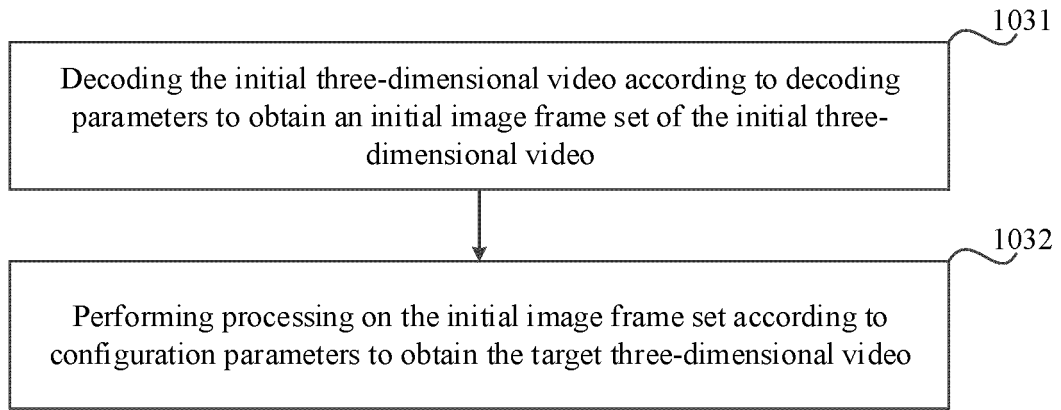 1031
Decoding the initial three-dimensional video according to decoding
parameters to obtain an initial image frame set of the initial three-
dimensional video
1032
Performing processing on the initial image frame set according to
configuration parameters to obtain the target three-dimensional video